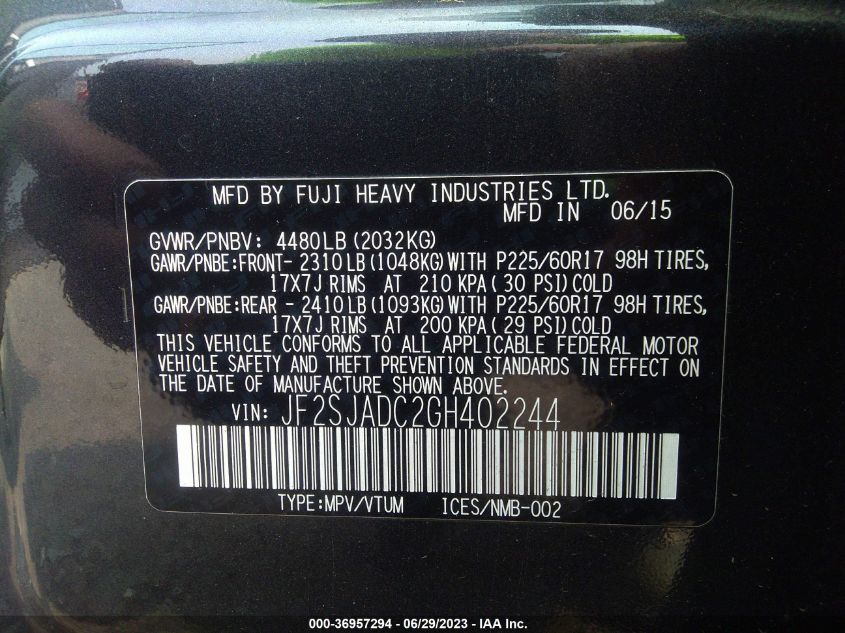 MFD BY FUJI HEAVY INDUSTRIES LTD.
MFD IN 06/15
GVWR/PNBV: 4480LB (2032KG)
GAWR/PNBE:FRONT- 2310LB (1048KG) WITH P225/60R17 98H TIRES,
17X7J RIMS AT 210 KPA ( 30 PSI) COLD
GAWR/PNBE:REAR - 2410LB (1093KG) WITH P225/60R17 98H TIRES,
17X7J RIMS AT 200 KPA ( 29 PSI) COLD
THIS VEHICLE CONFORMS TO ALL APPLICABLE FEDERAL MOTOR
VEHICLE SAFETY AND THEFT PREVENTION STANDARDS IN EFFECT ON
THE DATE OF MANUFACTURE SHOWN ABOVE.
VIN: JF2SJADC2GH402244
TYPE:MPV/VTUM ICES/NMB-002
000-36957294 - 06/29/2023 - IAA Inc.